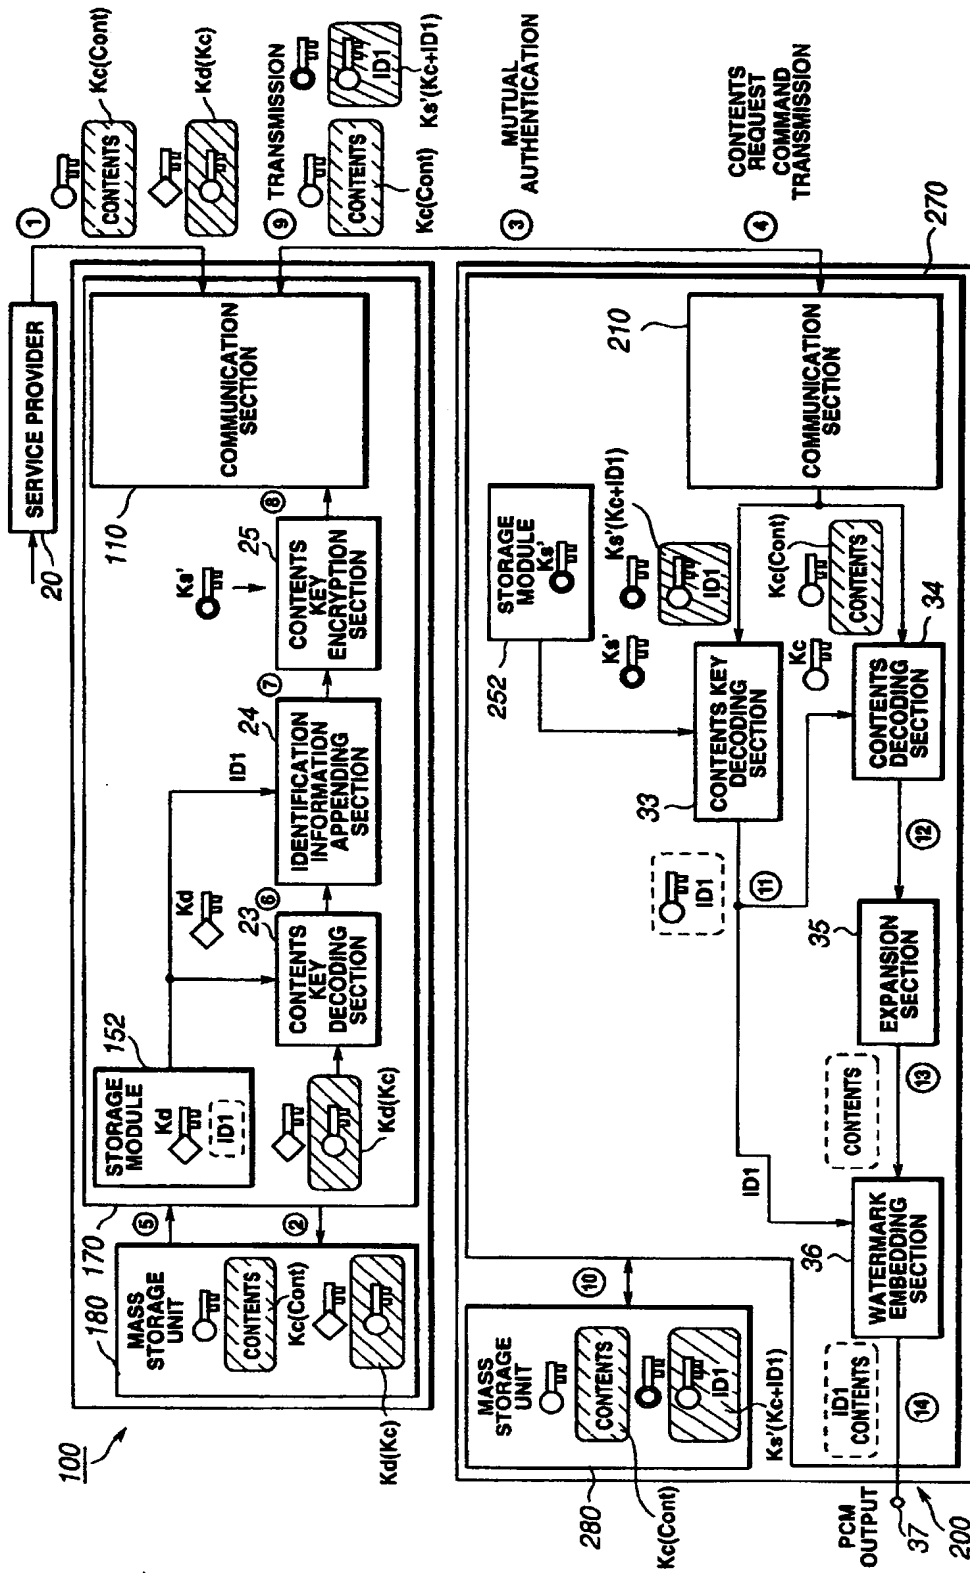 20
SERVICE PROVIDER
1
Kc(Cont)
CONTENTS
Kd(Kc)
9
TRANSMISSION
CONTENTS
Kc(Cont)
ID1
Ks'(Kc+ID1)
3
MUTUAL
AUTHENTICATION
4
CONTENTS
REQUEST
COMMAND
TRANSMISSION
100
180
MASS
STORAGE
UNIT
CONTENTS
Kc(Cont)
Kd(Kc)
170
5
2
STORAGE
MODULE
152
Kd
ID1
Kd(Kc)
Kd
ID1
23
CONTENTS
KEY
DECODING
SECTION
6
24
IDENTIFICATION
INFORMATION
APPENDING
SECTION
7
Ks'
25
CONTENTS
KEY
ENCRYPTION
SECTION
8
110
COMMUNICATION
SECTION
270
210
COMMUNICATION
SECTION
STORAGE
MODULE
Ks'
252
Ks'
Ks'(Kc+ID1)
ID1
33
CONTENTS KEY
DECODING
SECTION
Kc(Cont)
CONTENTS
Kc
34
CONTENTS
DECODING
SECTION
ID1
11
12
35
EXPANSION
SECTION
13
CONTENTS
ID1
36
WATERMARK
EMBEDDING
SECTION
ID1
CONTENTS
14
10
MASS
STORAGE
UNIT
CONTENTS
ID1
Ks'(Kc+ID1)
280
Kc(Cont)
PCM
OUTPUT
37
200